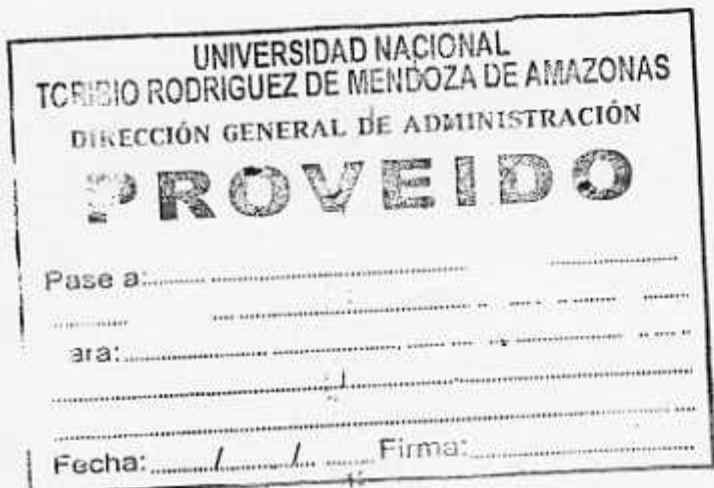 UNIVERSIDAD NACIONAL
TORIBIO RODRIGUEZ DE MENDOZA DE AMAZONAS
DIRECCIÓN GENERAL DE ADMINISTRACIÓN
PROVEIDO
Pase a:
ara:
Fecha: / / Firma: